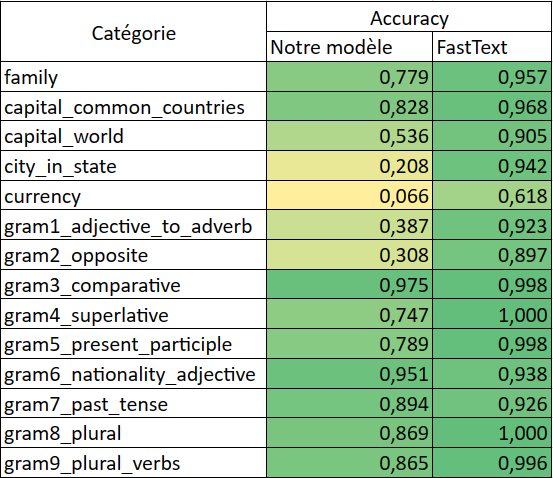 Catégorie Accuracy
Notre modèle FastText
family 0,779 0,957
capital_common_countries 0,828 0,968
capital_world 0,536 0,905
city_in_state 0,208 0,942
currency 0,066 0,618
gram1_adjective_to_adverb 0,387 0,923
gram2_opposite 0,308 0,897
gram3_comparative 0,975 0,998
gram4_superlative 0,747 1,000
gram5_present_participle 0,789 0,998
gram6_nationality_adjective 0,951 0,938
gram7_past_tense 0,894 0,926
gram8_plural 0,869 1,000
gram9_plural_verbs 0,865 0,996